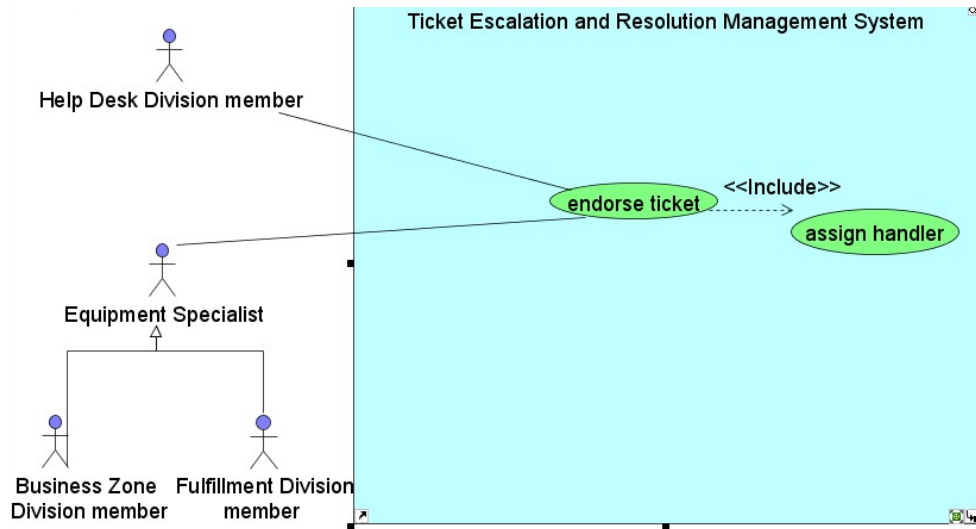 Ticket Escalation and Resolution Management System
Help Desk Division member
<<Include>>
endorse ticket
assign handler
Equipment Specialist
Business Zone
Division member
Fulfillment Division
member